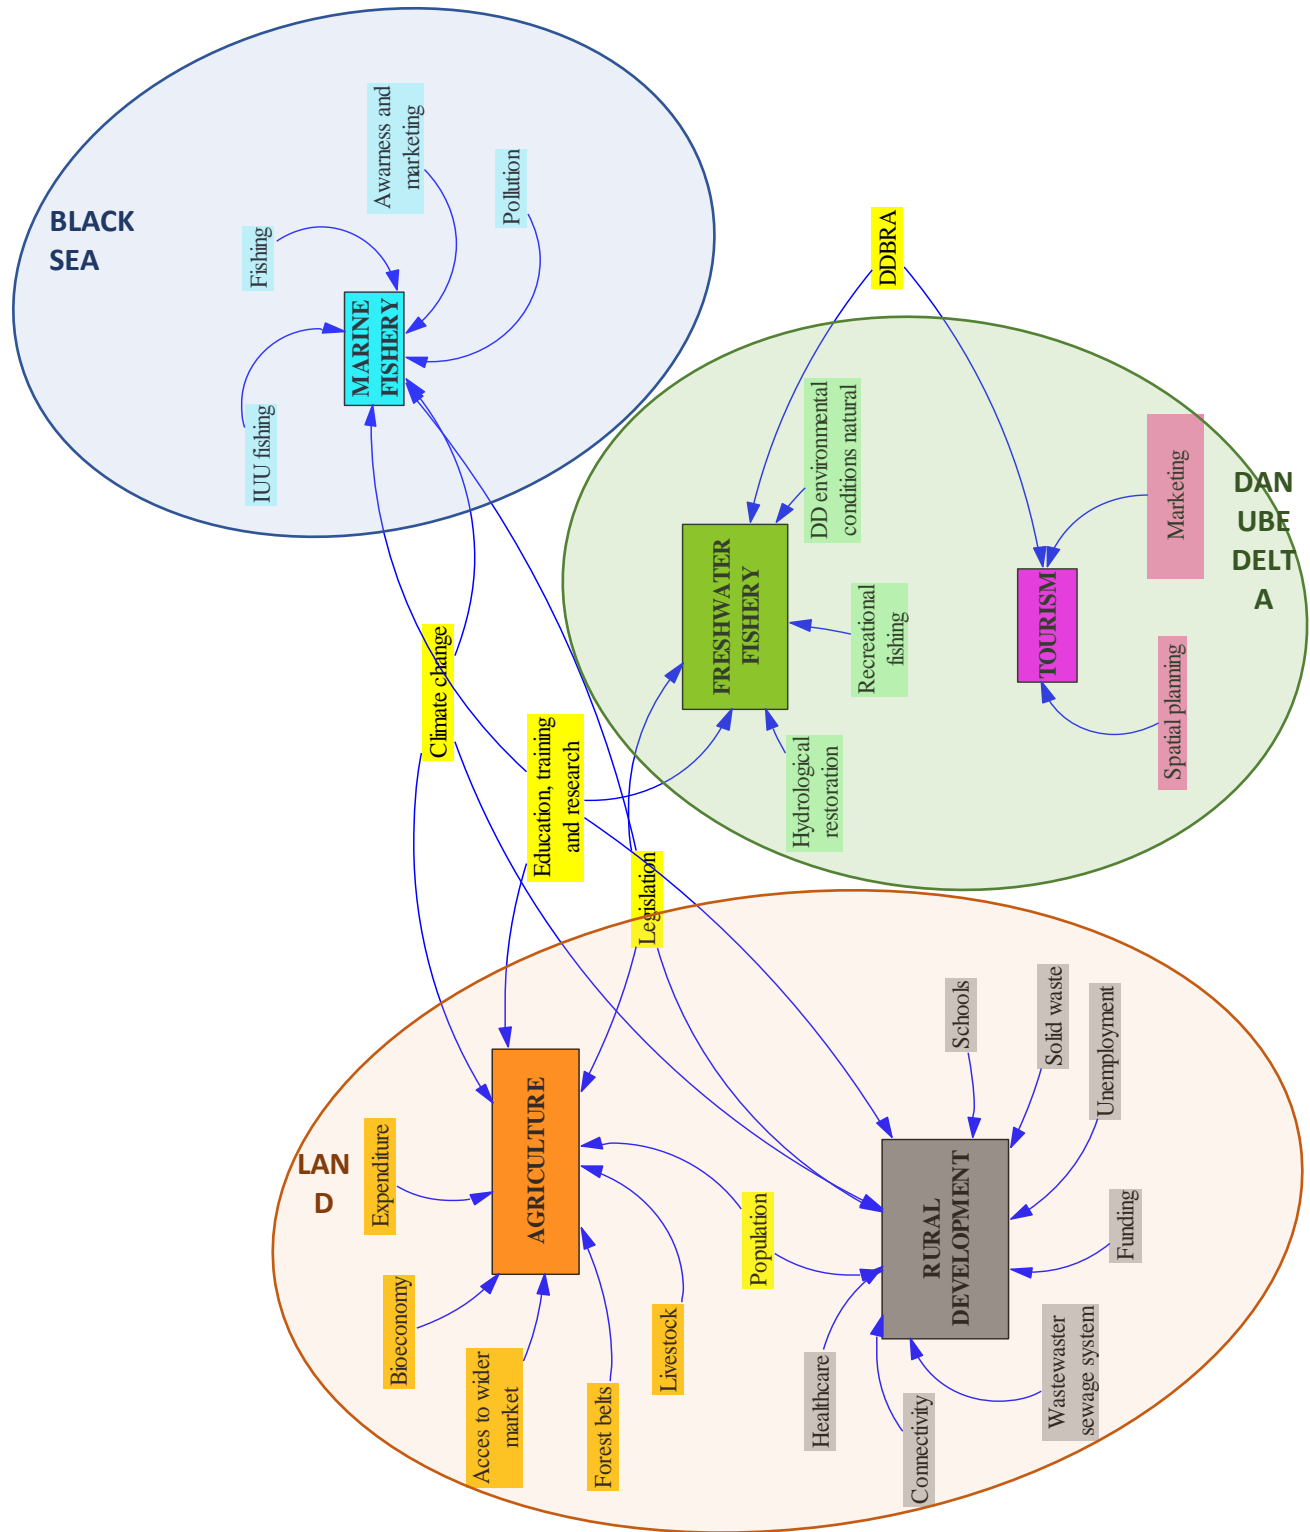 BLACK
SEA
Fishing
Awarness and
marketing
Pollution
IUU fishing
MARINE
FISHERY
DDBRA
DAN
UBE
DELT
A
FRESHWATER
FISHERY
DD environmental
conditions natural
Recreational
fishing
Hydrological
restoration
TOURISM
Marketing
Spatial planning
Climate change
Education, training
and research
Legislation
LAN
D
AGRICULTURE
Expenditure
Bioeconomy
Acces to wider
market
Forest belts
Livestock
Population
RURAL
DEVELOPMENT
Schools
Solid waste
Unemployment
Funding
Wastewaster
sewage system
Connectivity
Healthcare